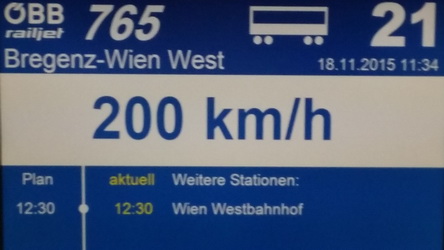 ÖBB 765 21
railjet
Bregenz-Wien West 18.11.2015 11:34
200 km/h
Plan aktuell Weitere Stationen:
12:30 12:30 Wien Westbahnhof